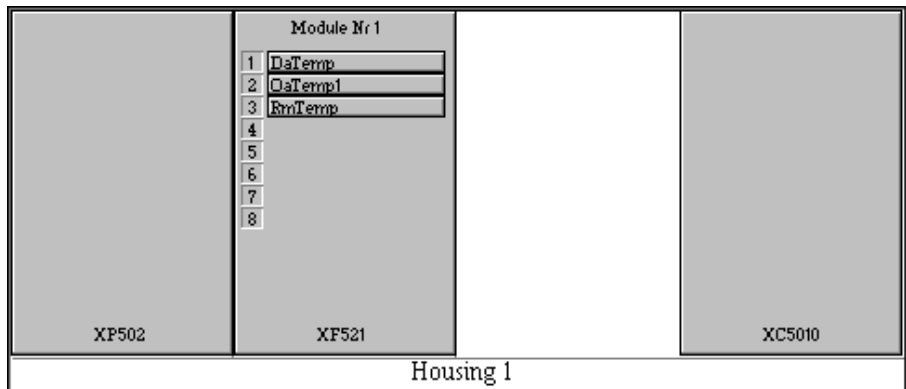 Module Nr 1
1 DaTemp
2 OaTemp1
3 RmTemp
4
5
6
7
8
XP502 XF521 XC5010
Housing 1